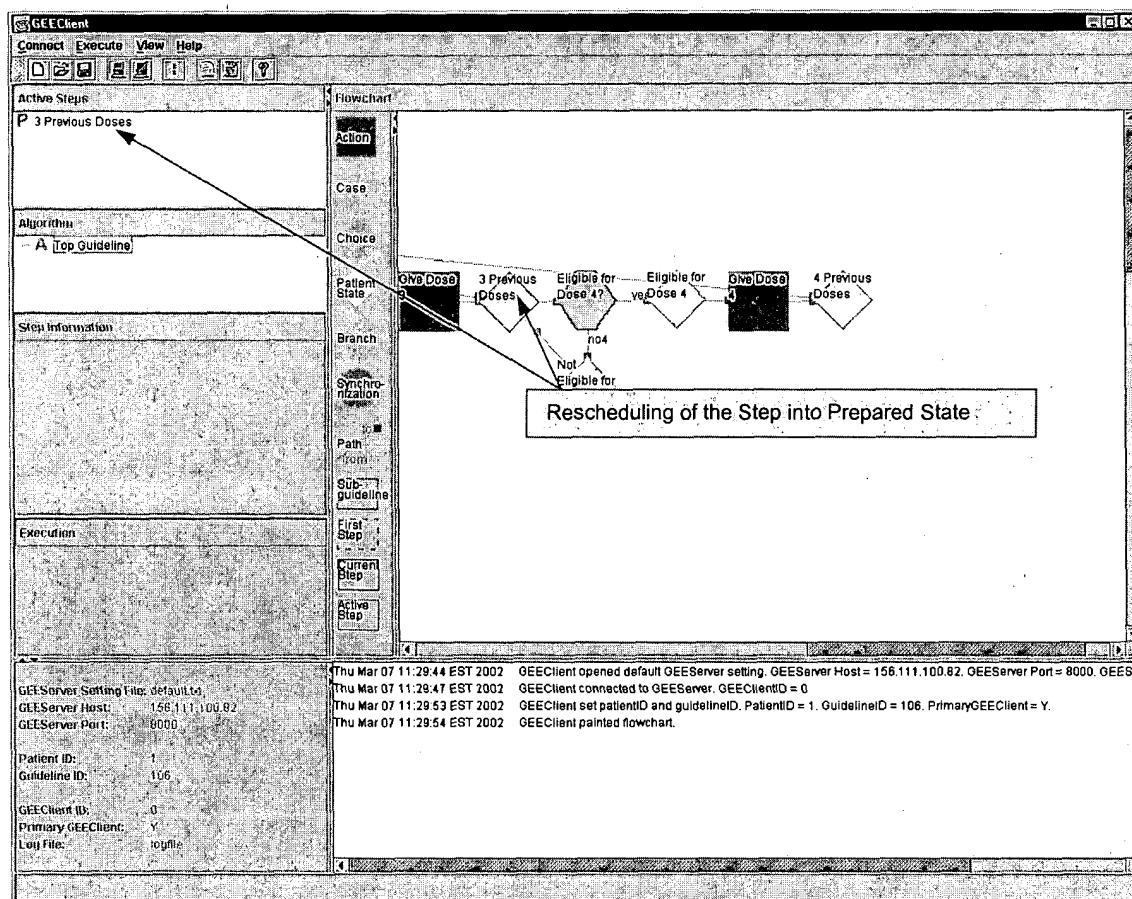 GEEClient
Connect Execute View Help
Active Steps
P 3 Previous Doses
Algorithm
A Top Guideline
Step Information
Execution
Flowchart
Action
Case
Choice
Patient
State
Branch
Synchro-
nization
to
Path
from
Sub-
guideline
First
Step
Current
Step
Active
Step
Give Dose
3
3 Previous
Doses
Eligible for
Dose 4?
yes
Eligible for
Dose 4
Give Dose
4
4 Previous
Doses
no4
Not
Eligible for
Rescheduling of the Step into Prepared State
GEEServer Setting File: default.txt
GEEServer Host: 156.111.100.82
GEEServer Port: 8000
Patient ID: 1
Guideline ID: 106
GEEClient ID: 0
Primary GEEClient: Y
Log File: logfile
Thu Mar 07 11:29:44 EST 2002 GEEClient opened default GEEServer setting. GEEServer Host = 156.111.100.82. GEEServer Port = 8000. GEES
Thu Mar 07 11:29:47 EST 2002 GEEClient connected to GEEServer. GEEClientID = 0
Thu Mar 07 11:29:53 EST 2002 GEEClient set patientID and guidelineID. PatientID = 1. GuidelineID = 106. PrimaryGEEClient = Y.
Thu Mar 07 11:29:54 EST 2002 GEEClient painted flowchart.